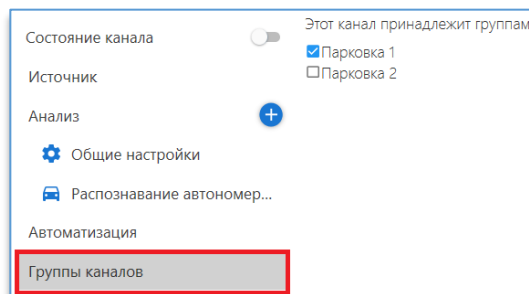 Состояние канала
Источник
Анализ
Общие настройки
Распознавание автономер...
Автоматизация
Группы каналов
Этот канал принадлежит группам
Парковка 1
Парковка 2